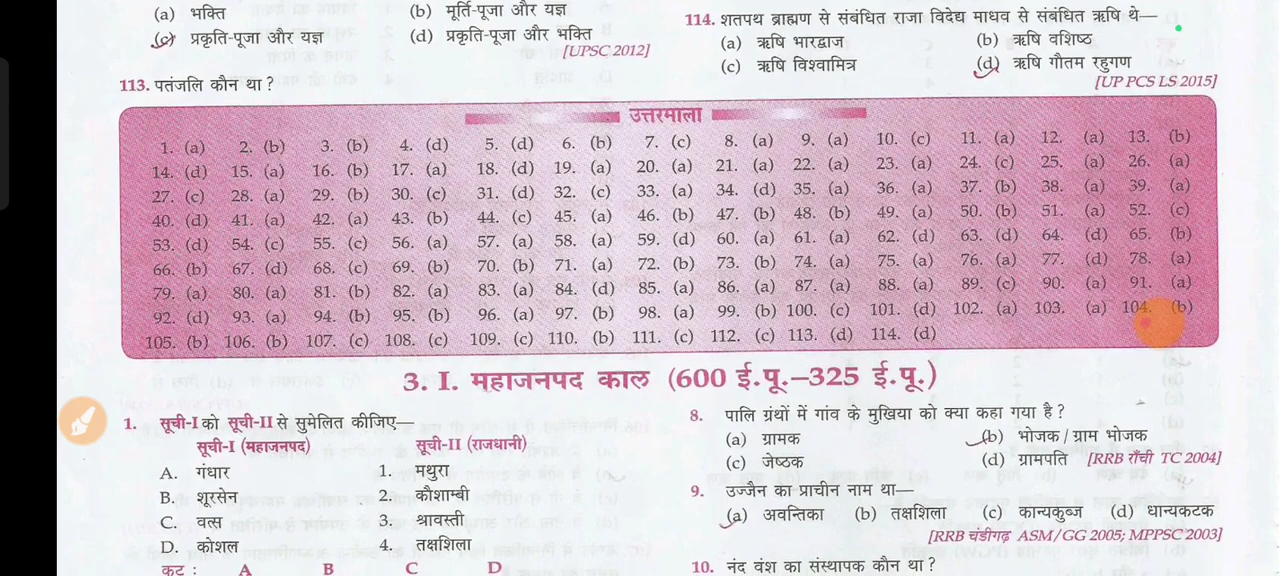 (a) भक्ति (b) मूर्ति-पूजा और यज्ञ
(c) प्रकृति-पूजा और यज्ञ (d) प्रकृति-पूजा और भक्ति
[UPSC 2012]
113. पतंजलि कौन था ?
114. शतपथ ब्राह्मण से संबंधित राजा विदेघ माधव से संबंधित ऋषि थे—
(a) ऋषि भारद्वाज (b) ऋषि वशिष्ठ
(c) ऋषि विश्वामित्र (d) ऋषि गौतम रहुगण
[UP PCS LS 2015]
उत्तरमाला
1. (a) 2. (b) 3. (b) 4. (d) 5. (d) 6. (b) 7. (c) 8. (a) 9. (a) 10. (c) 11. (a) 12. (a) 13. (b)
14. (d) 15. (a) 16. (b) 17. (a) 18. (d) 19. (a) 20. (a) 21. (a) 22. (a) 23. (a) 24. (c) 25. (a) 26. (a)
27. (c) 28. (a) 29. (b) 30. (c) 31. (d) 32. (c) 33. (a) 34. (d) 35. (a) 36. (a) 37. (b) 38. (a) 39. (a)
40. (d) 41. (a) 42. (a) 43. (b) 44. (c) 45. (a) 46. (b) 47. (b) 48. (b) 49. (a) 50. (b) 51. (a) 52. (c)
53. (d) 54. (c) 55. (c) 56. (a) 57. (a) 58. (a) 59. (d) 60. (a) 61. (a) 62. (d) 63. (d) 64. (d) 65. (b)
66. (b) 67. (d) 68. (c) 69. (b) 70. (b) 71. (a) 72. (b) 73. (b) 74. (a) 75. (a) 76. (a) 77. (d) 78. (a)
79. (a) 80. (a) 81. (b) 82. (a) 83. (a) 84. (d) 85. (a) 86. (a) 87. (a) 88. (a) 89. (c) 90. (a) 91. (a)
92. (d) 93. (a) 94. (b) 95. (b) 96. (a) 97. (b) 98. (a) 99. (b) 100. (c) 101. (d) 102. (a) 103. (a) 104. (b)
105. (b) 106. (b) 107. (c) 108. (c) 109. (c) 110. (b) 111. (c) 112. (c) 113. (d) 114. (d)
3. I. महाजनपद काल (600 ई.पू.–325 ई.पू.)
1. सूची-I को सूची-II से सुमेलित कीजिए—
सूची-I (महाजनपद) सूची-II (राजधानी)
A. गंधार 1. मथुरा
B. शूरसेन 2. कौशाम्बी
C. वत्स 3. श्रावस्ती
D. कोशल 4. तक्षशिला
कूट : A B C D
8. पालि ग्रंथों में गांव के मुखिया को क्या कहा गया है ?
(a) ग्रामक (b) भोजक / ग्राम भोजक
(c) जेष्ठक (d) ग्रामपति [RRB राँची TC 2004]
9. उज्जैन का प्राचीन नाम था—
(a) अवन्तिका (b) तक्षशिला (c) कान्यकुब्ज (d) धान्यकटक
[RRB चंडीगढ़ ASM/GG 2005; MPPSC 2003]
10. नंद वंश का संस्थापक कौन था ?